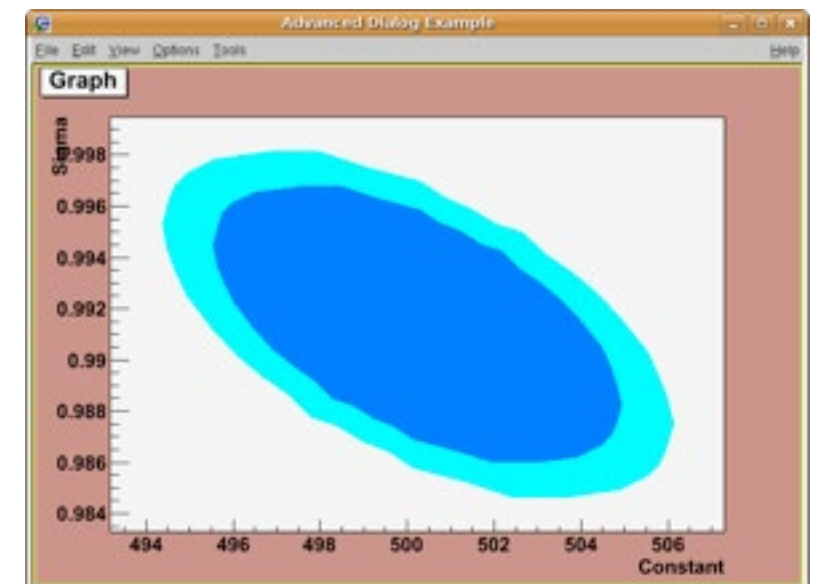 Advanced Dialog Example
File Edit View Options Tools Help
Graph
Sigma
0.998
0.996
0.994
0.992
0.99
0.988
0.986
0.984
494 496 498 500 502 504 506
Constant